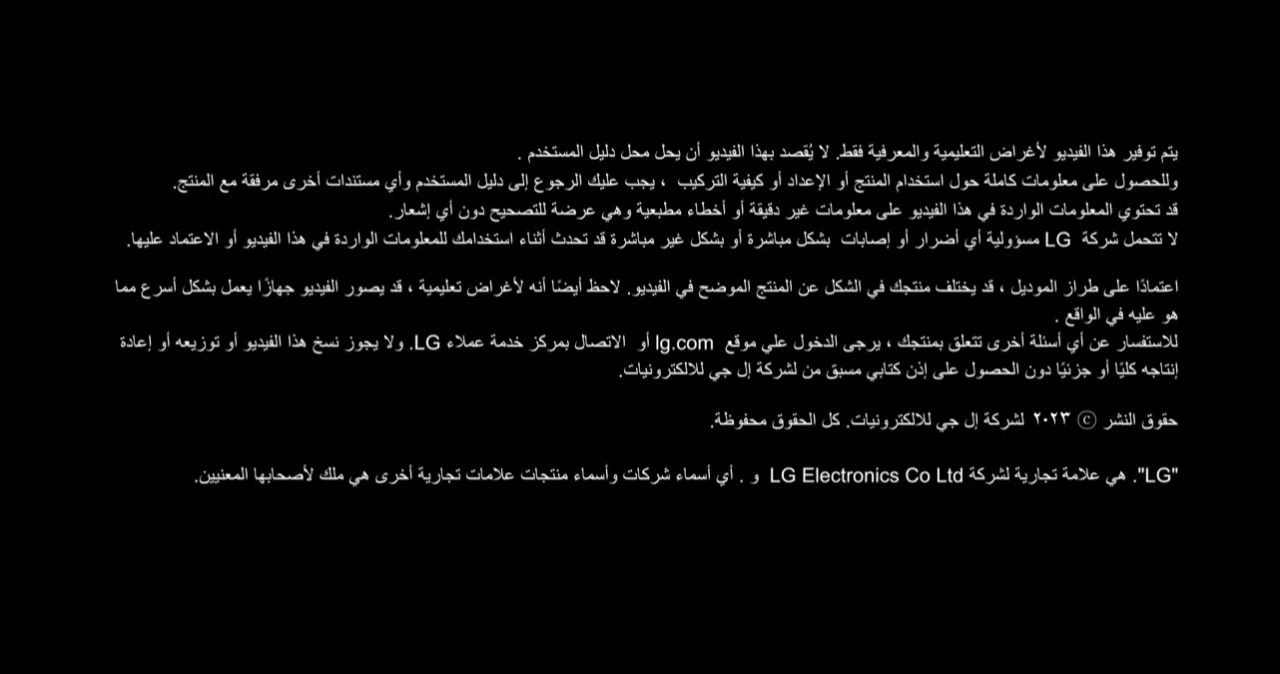 يتم توفير هذا الفيديو لأغراض التعليمية والمعرفية فقط. لا يُقصد بهذا الفيديو أن يحل محل دليل المستخدم .
وللحصول على معلومات كاملة حول استخدام المنتج أو الإعداد أو كيفية التركيب ، يجب عليك الرجوع إلى دليل المستخدم وأي مستندات أخرى مرفقة مع المنتج.
قد تحتوي المعلومات الواردة في هذا الفيديو على معلومات غير دقيقة أو أخطاء مطبعية وهي عرضة للتصحيح دون أي إشعار.
لا تتحمل شركة LG مسؤولية أي أضرار أو إصابات بشكل مباشرة أو بشكل غير مباشرة قد تحدث أثناء استخدامك للمعلومات الواردة في هذا الفيديو أو الاعتماد عليها.
اعتمادًا على طراز الموديل ، قد يختلف منتجك في الشكل عن المنتج الموضح في الفيديو. لاحظ أيضًا أنه لأغراض تعليمية ، قد يصور الفيديو جهازًا يعمل بشكل أسرع مما
هو عليه في الواقع .
للاستفسار عن أي أسئلة أخرى تتعلق بمنتجك ، يرجى الدخول علي موقع lg.com أو الاتصال بمركز خدمة عملاء LG. ولا يجوز نسخ هذا الفيديو أو توزيعه أو إعادة
إنتاجه كليًا أو جزئيًا دون الحصول على إذن كتابي مسبق من لشركة إل جي للالكترونيات.
حقوق النشر ⓒ ٢٠٢٣ لشركة إل جي للالكترونيات. كل الحقوق محفوظة.
"LG". هي علامة تجارية لشركة LG Electronics Co Ltd و . أي أسماء شركات وأسماء منتجات علامات تجارية أخرى هي ملك لأصحابها المعنيين.